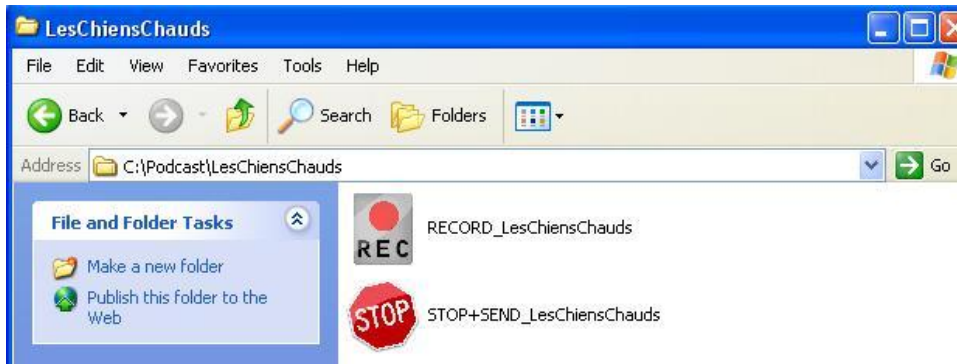 LesChiensChauds
File Edit View Favorites Tools Help
Back Search Folders
Address C:\Podcast\LesChiensChauds Go
File and Folder Tasks
Make a new folder
Publish this folder to the
Web
REC
RECORD_LesChiensChauds
STOP
STOP+SEND_LesChiensChauds